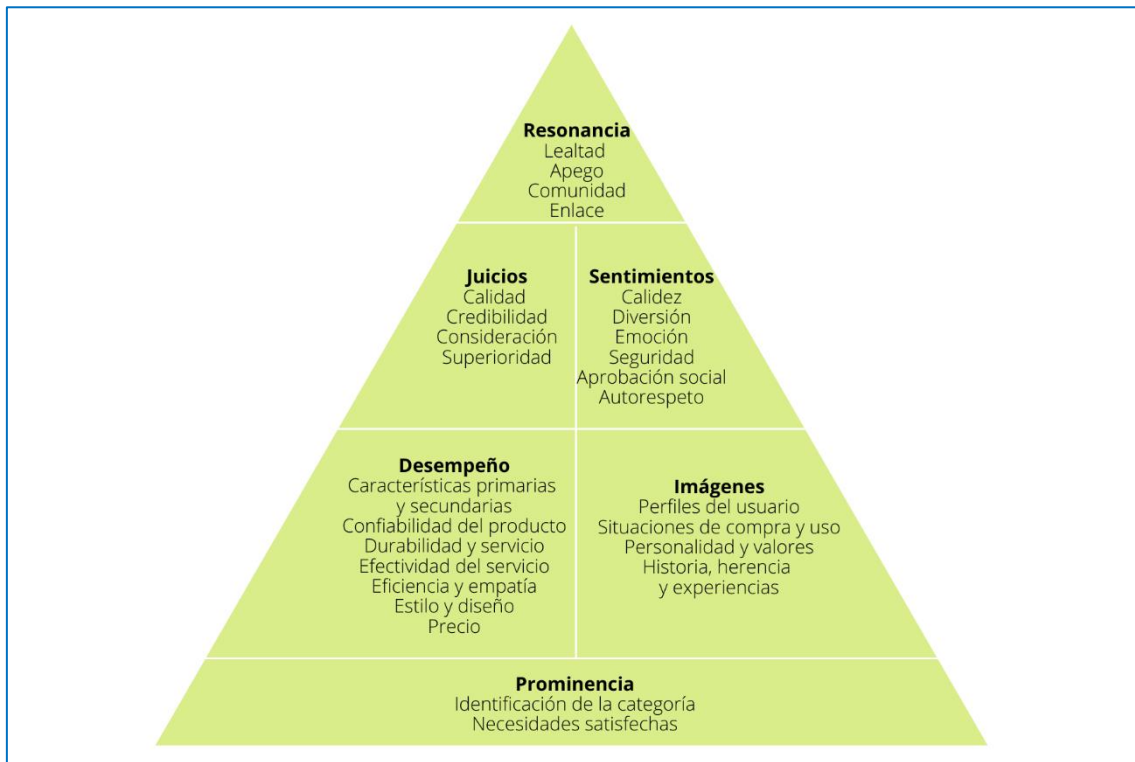 Resonancia
Lealtad
Apego
Comunidad
Enlace
Juicios
Calidad
Credibilidad
Consideración
Superioridad
Sentimientos
Calidez
Diversión
Emoción
Seguridad
Aprobación social
Autorespeto
Desempeño
Características primarias
y secundarias
Confiabilidad del producto
Durabilidad y servicio
Efectividad del servicio
Eficiencia y empatía
Estilo y diseño
Precio
Imágenes
Perfiles del usuario
Situaciones de compra y uso
Personalidad y valores
Historia, herencia
y experiencias
Prominencia
Identificación de la categoría
Necesidades satisfechas